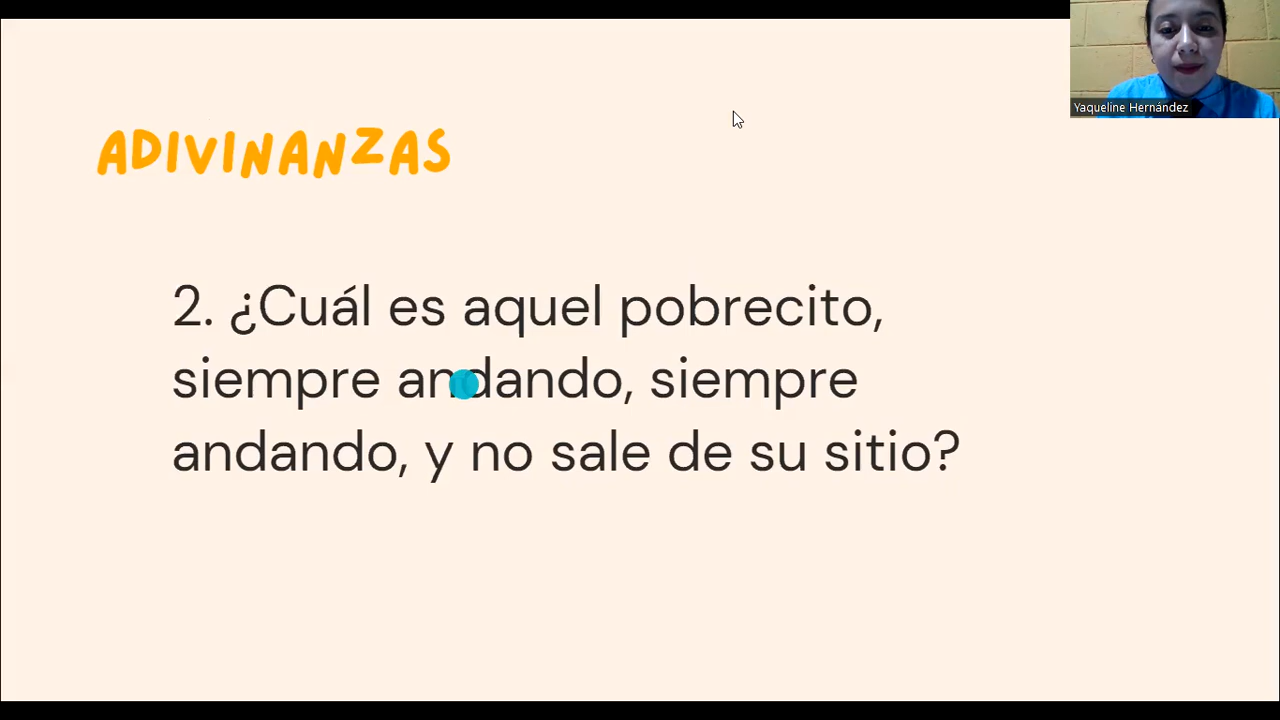 Yaqueline Hernández
ADIVINANZAS
2. ¿Cuál es aquel pobrecito,
siempre andando, siempre
andando, y no sale de su sitio?